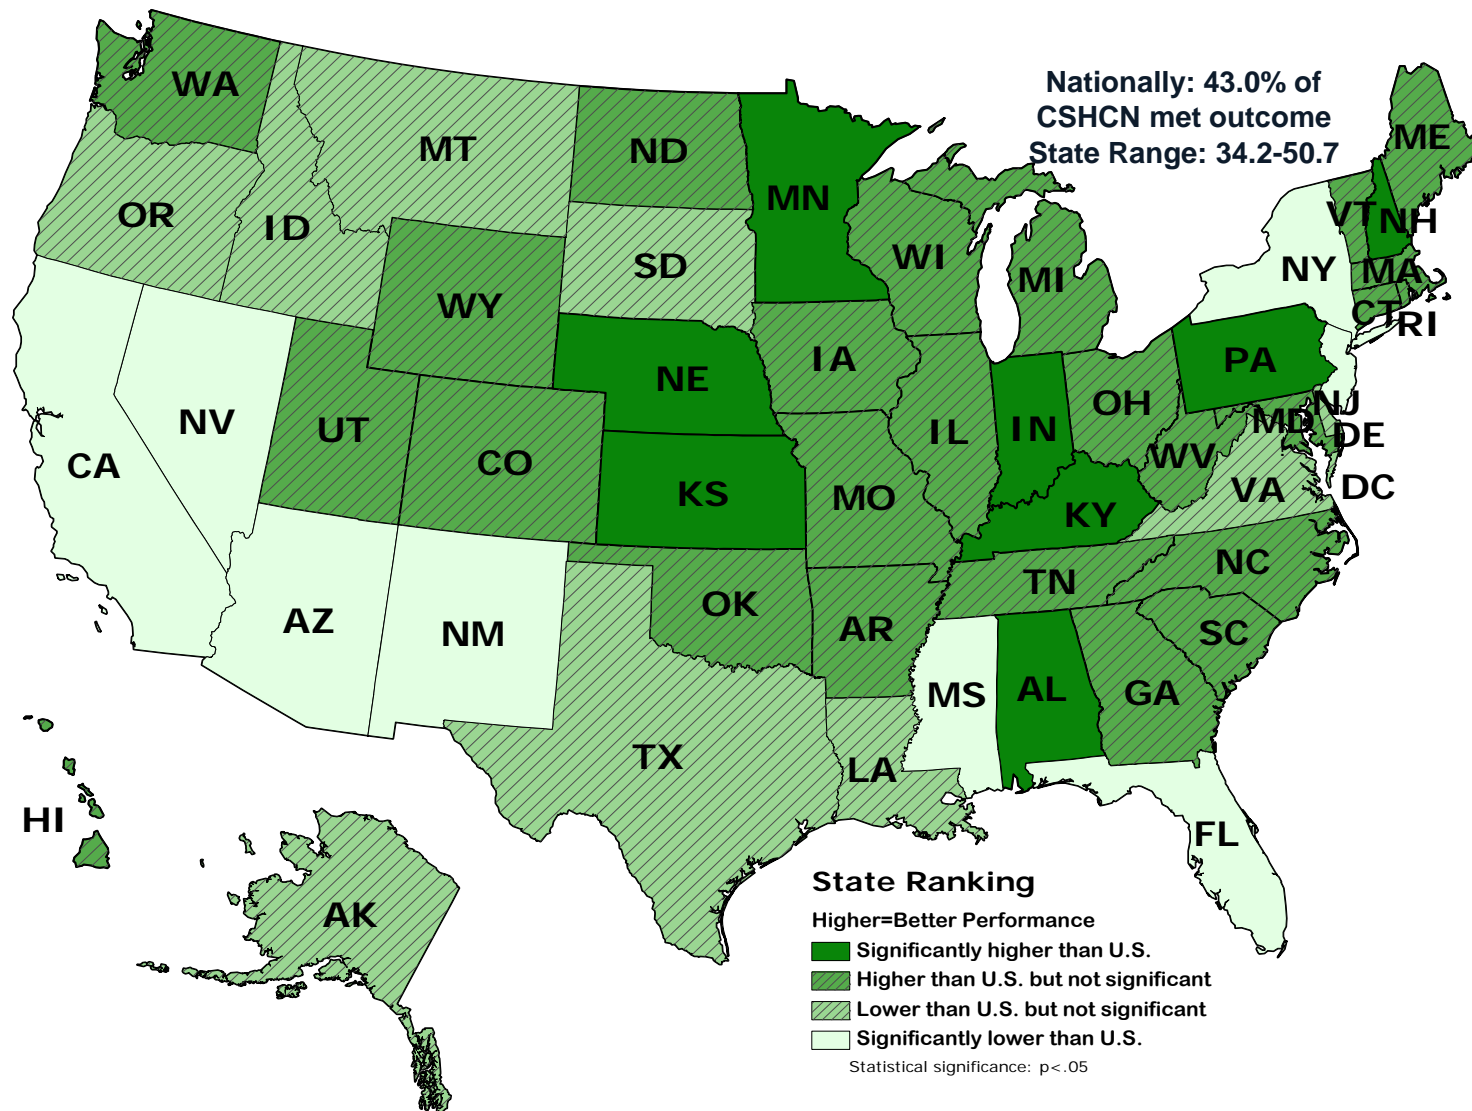 Nationally: 43.0% of
CSHCN met outcome
State Range: 34.2-50.7
WA
MT
ND
MN
ME
OR
ID
SD
WI
MI
VT
NH
NY
MA
WY
CT
RI
IA
PA
NE
NV
UT
IL
IN
OH
NJ
MD
DE
CA
CO
KS
MO
WV
VA
DC
KY
AZ
NM
OK
AR
TN
NC
SC
MS
AL
GA
TX
LA
HI
FL
AK
State Ranking
Higher=Better Performance
Significantly higher than U.S.
Higher than U.S. but not significant
Lower than U.S. but not significant
Significantly lower than U.S.
Statistical significance: p<.05